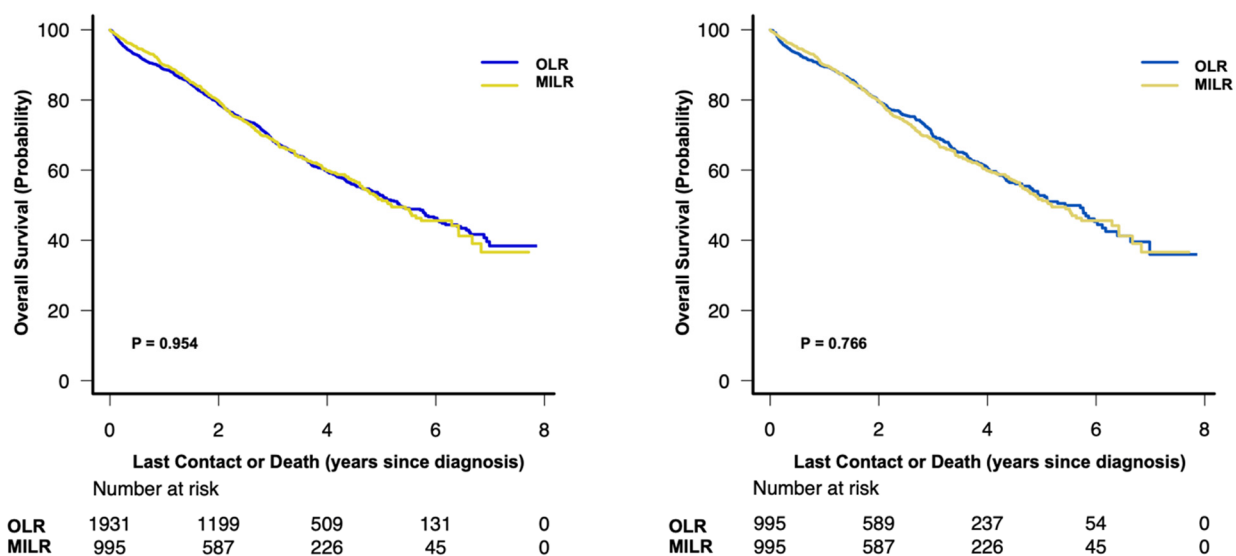 Overall Survival (Probability)
100
80
60
40
20
0
OLR
MILR
P = 0.954
0 2 4 6 8
Last Contact or Death (years since diagnosis)
Number at risk
OLR 1931 1199 509 131 0
MILR 995 587 226 45 0
Overall Survival (Probability)
100
80
60
40
20
0
OLR
MILR
P = 0.766
0 2 4 6 8
Last Contact or Death (years since diagnosis)
Number at risk
OLR 995 589 237 54 0
MILR 995 587 226 45 0